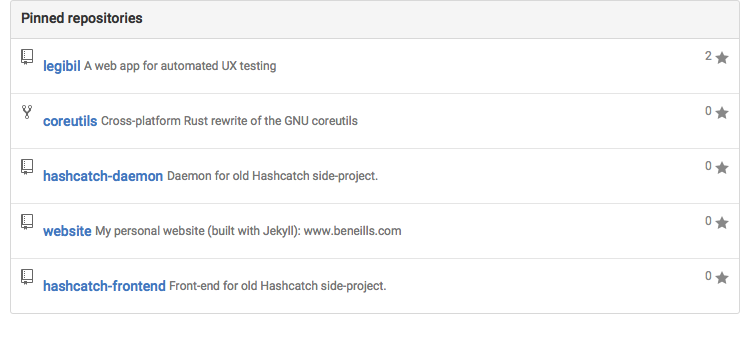 Pinned repositories
legibil A web app for automated UX testing 2
coreutils Cross-platform Rust rewrite of the GNU coreutils 0
hashcatch-daemon Daemon for old Hashcatch side-project. 0
website My personal website (built with Jekyll): www.beneills.com 0
hashcatch-frontend Front-end for old Hashcatch side-project. 0